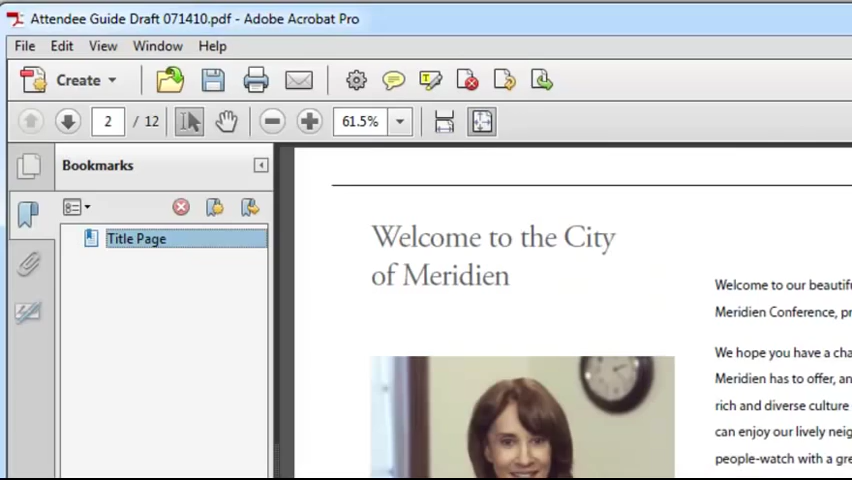 Attendee Guide Draft 071410.pdf - Adobe Acrobat Pro
File Edit View Window Help
Create
2 / 12 61.5%
Bookmarks
Title Page
Welcome to the City
of Meridien
Welcome to our beautifu
Meridien Conference, pr
We hope you have a cha
Meridien has to offer, an
rich and diverse culture
can enjoy our lively neig
people-watch with a gre